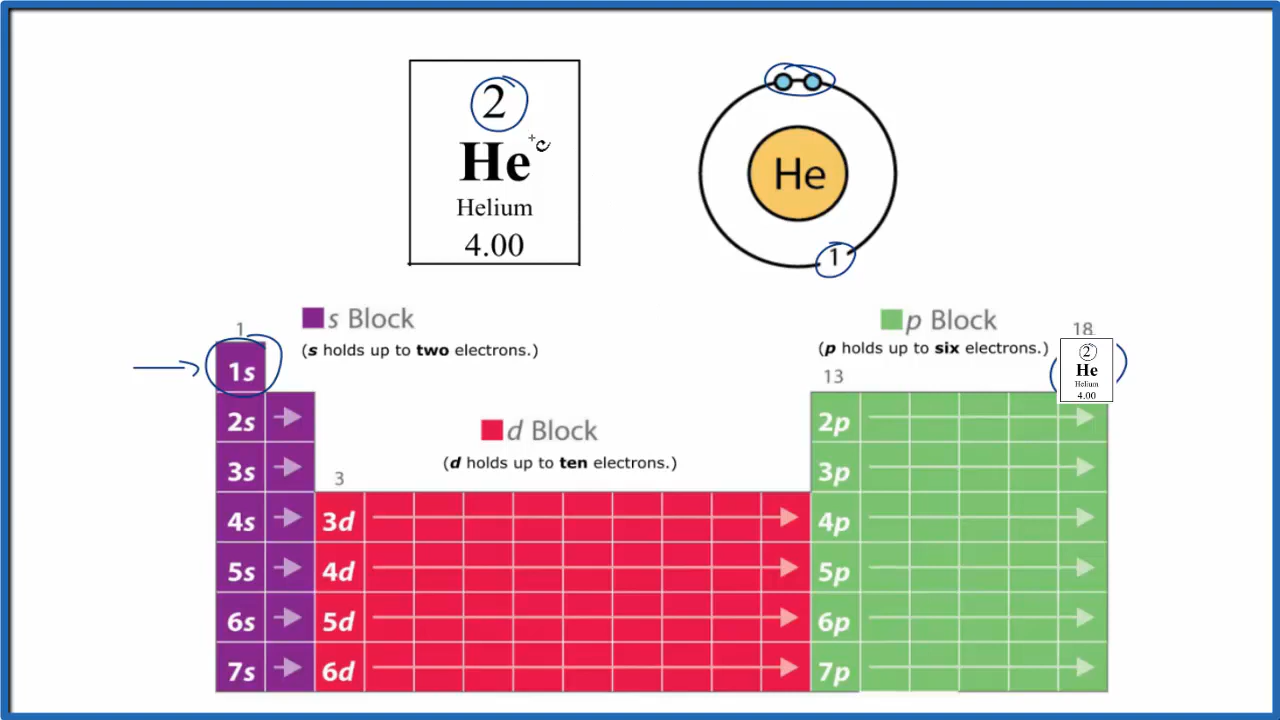 2
He
Helium
4.00
He
1
s Block
(s holds up to two electrons.)
p Block
(p holds up to six electrons.)
d Block
(d holds up to ten electrons.)
1
13
18
3
2
He
Helium
4.00
1s
2s 2p
3s 3p
4s 3d 4p
5s 4d 5p
6s 5d 6p
7s 6d 7p